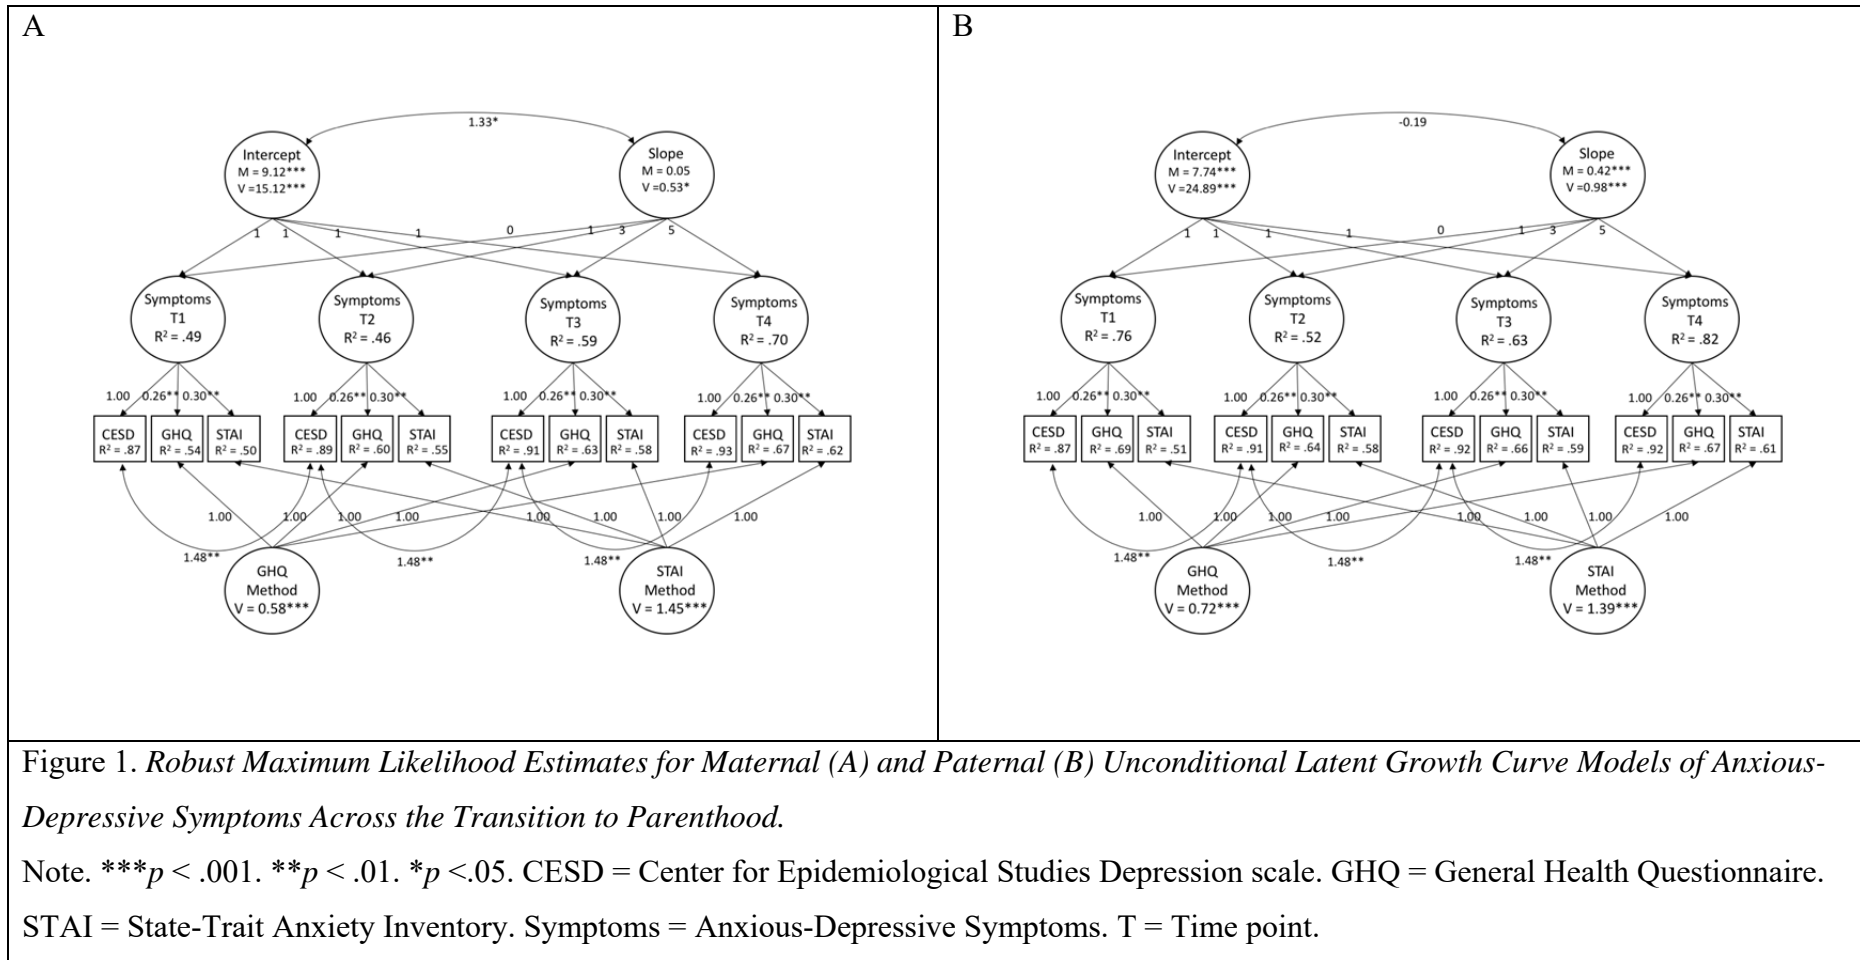 A
1.33*
Intercept
M = 9.12***
V =15.12***
Slope
M = 0.05
V =0.53*
1 1 1 1 0 1 3 5
Symptoms
T1
R² = .49
Symptoms
T2
R² = .46
Symptoms
T3
R² = .59
Symptoms
T4
R² = .70
1.00 0.26** 0.30** 1.00 0.26** 0.30** 1.00 0.26** 0.30** 1.00 0.26** 0.30**
CESD GHQ STAI CESD GHQ STAI CESD GHQ STAI CESD GHQ STAI
R² = .87 R² = .54 R² = .50 R² = .89 R² = .60 R² = .55 R² = .91 R² = .63 R² = .58 R² = .93 R² = .67 R² = .62
1.00 1.00 1.00 1.00 1.00 1.00 1.00 1.00
1.48** 1.48** 1.48**
GHQ
Method
V = 0.58***
STAI
Method
V = 1.45***
B
-0.19
Intercept
M = 7.74***
V =24.89***
Slope
M = 0.42***
V =0.98***
1 1 1 1 0 1 3 5
Symptoms
T1
R² = .76
Symptoms
T2
R² = .52
Symptoms
T3
R² = .63
Symptoms
T4
R² = .82
1.00 0.26** 0.30** 1.00 0.26** 0.30** 1.00 0.26** 0.30** 1.00 0.26** 0.30**
CESD GHQ STAI CESD GHQ STAI CESD GHQ STAI CESD GHQ STAI
R² = .87 R² = .69 R² = .51 R² = .91 R² = .64 R² = .58 R² = .92 R² = .66 R² = .59 R² = .92 R² = .67 R² = .61
1.00 1.00 1.00 1.00 1.00 1.00 1.00 1.00
1.48** 1.48** 1.48**
GHQ
Method
V = 0.72***
STAI
Method
V = 1.39***
Figure 1. Robust Maximum Likelihood Estimates for Maternal (A) and Paternal (B) Unconditional Latent Growth Curve Models of Anxious-
Depressive Symptoms Across the Transition to Parenthood.
Note. ***p < .001. **p < .01. *p <.05. CESD = Center for Epidemiological Studies Depression scale. GHQ = General Health Questionnaire.
STAI = State-Trait Anxiety Inventory. Symptoms = Anxious-Depressive Symptoms. T = Time point.